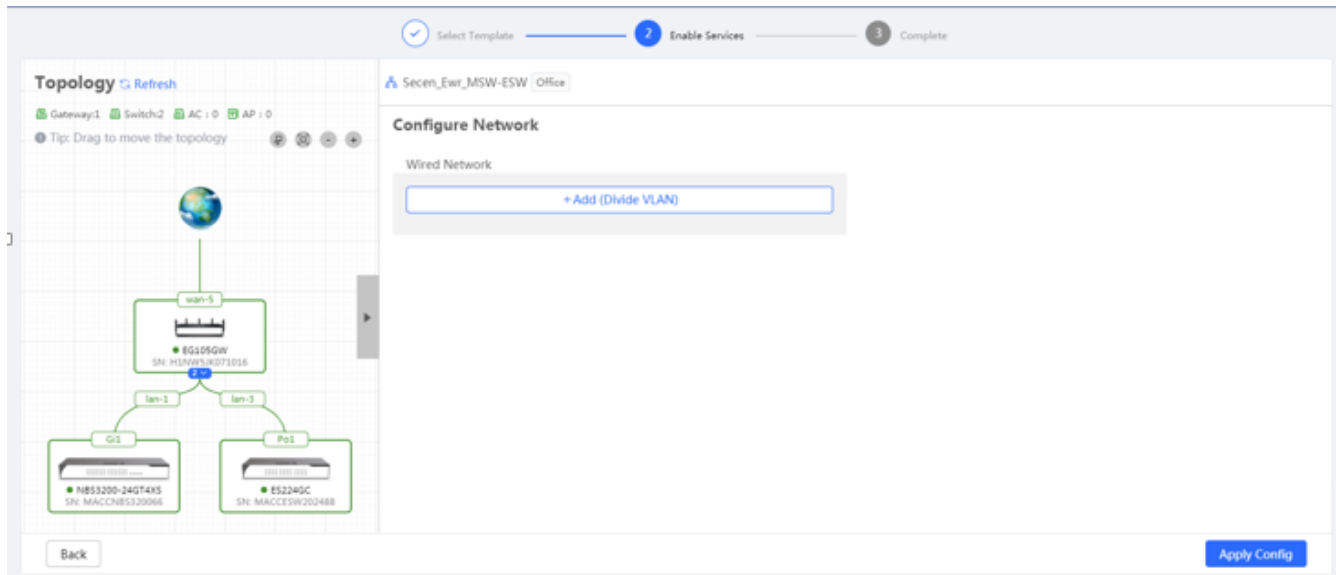 Select Template
2
Enable Services
3
Complete
Topology Refresh
Gateway:1 Switch:2 AC : 0 AP : 0
Tip: Drag to move the topology
wan-5
EG105GW
SN: H1NW5JK071016
2
lan-1
lan-3
Gi1
Po1
NBS3200-24GT4XS
SN: MACCNBS320066
ES224GC
SN: MACCESW202488
Back
Secen_Ewr_MSW-ESW Office
Configure Network
Wired Network
+ Add (Divide VLAN)
Apply Config